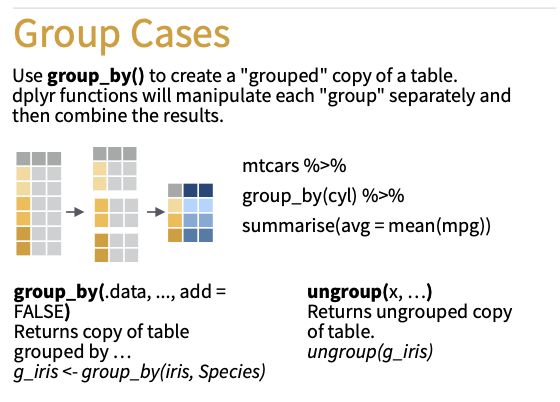 Group Cases
Use group_by() to create a "grouped" copy of a table.
dplyr functions will manipulate each "group" separately and
then combine the results.
mtcars %>%
group_by(cyl) %>%
summarise(avg = mean(mpg))
group_by(.data, ..., add =
FALSE)
Returns copy of table
grouped by …
g_iris <- group_by(iris, Species)
ungroup(x, …)
Returns ungrouped copy
of table.
ungroup(g_iris)